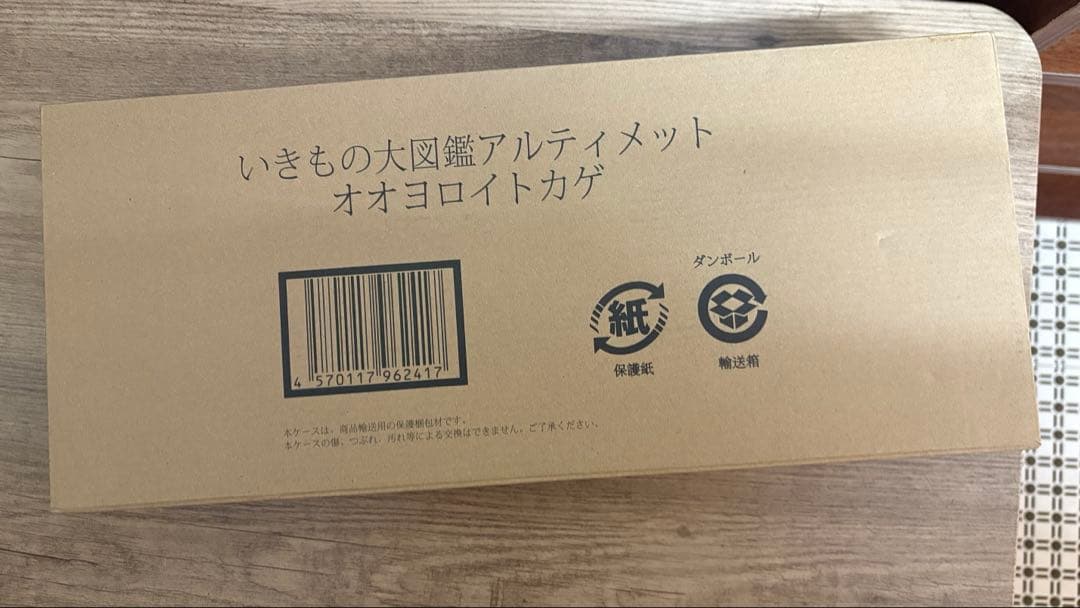 いきもの大図鑑アルティメット
オオヨロイトカゲ
4 570117 962417
紙
保護紙
ダンボール
輸送箱
本ケースは、商品輸送用の保護梱包材です。
本ケースの傷、つぶれ、汚れ等による交換はできません。ご了承ください。